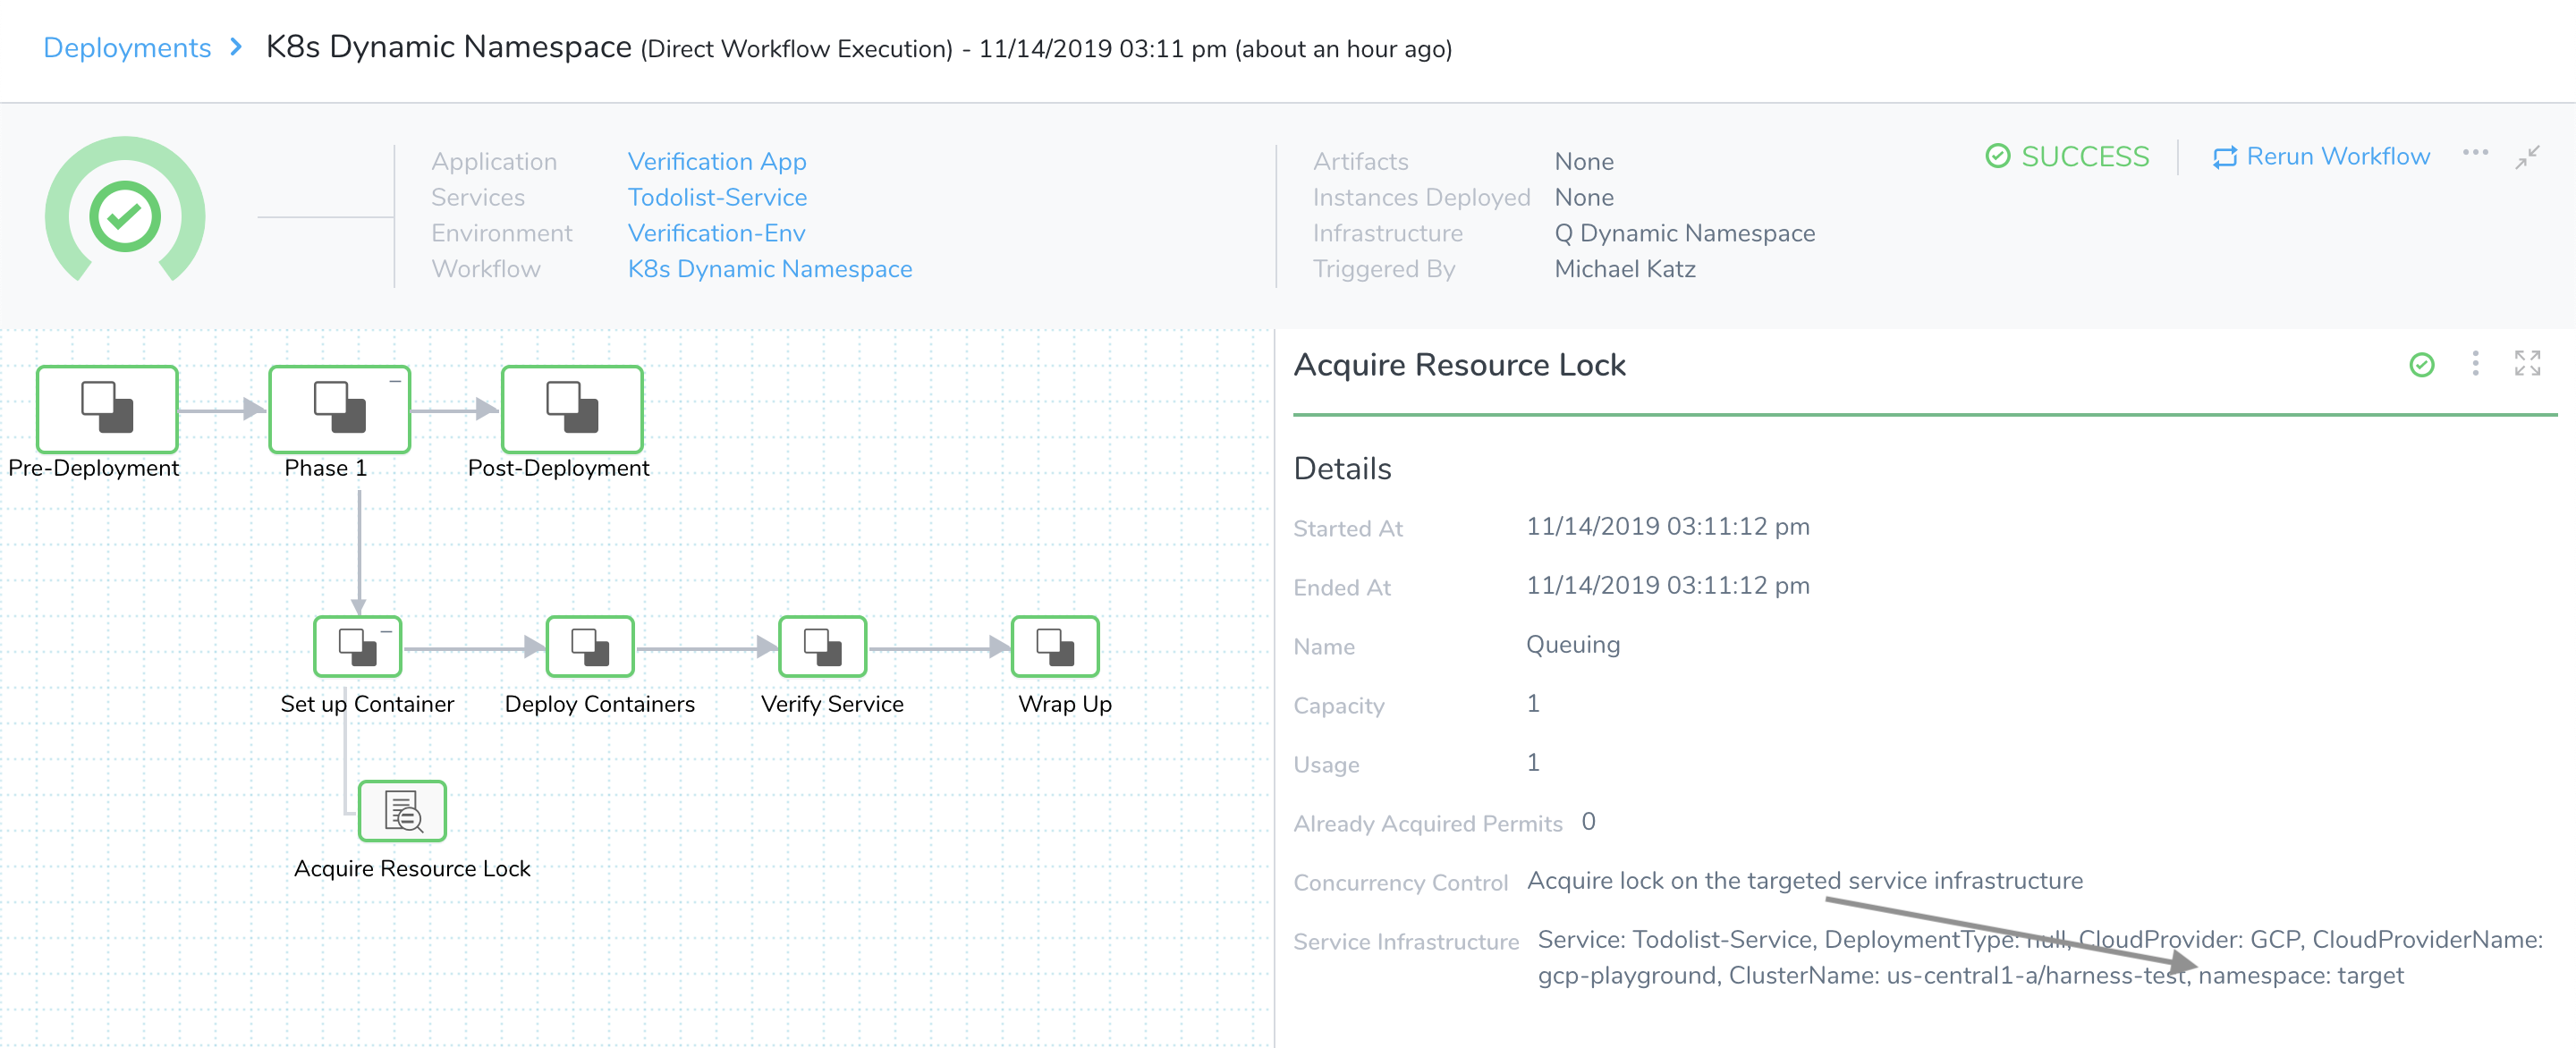 Deployments > K8s Dynamic Namespace (Direct Workflow Execution) - 11/14/2019 03:11 pm (about an hour ago)
Application Verification App
Services Todolist-Service
Environment Verification-Env
Workflow K8s Dynamic Namespace
Artifacts None
Instances Deployed None
Infrastructure Q Dynamic Namespace
Triggered By Michael Katz
SUCCESS
Rerun Workflow
Pre-Deployment
Phase 1
Post-Deployment
Set up Container
Deploy Containers
Verify Service
Wrap Up
Acquire Resource Lock
Acquire Resource Lock
Details
Started At 11/14/2019 03:11:12 pm
Ended At 11/14/2019 03:11:12 pm
Name Queuing
Capacity 1
Usage 1
Already Acquired Permits 0
Concurrency Control Acquire lock on the targeted service infrastructure
Service Infrastructure Service: Todolist-Service, DeploymentType: null, CloudProvider: GCP, CloudProviderName:
gcp-playground, ClusterName: us-central1-a/harness-test, namespace: target